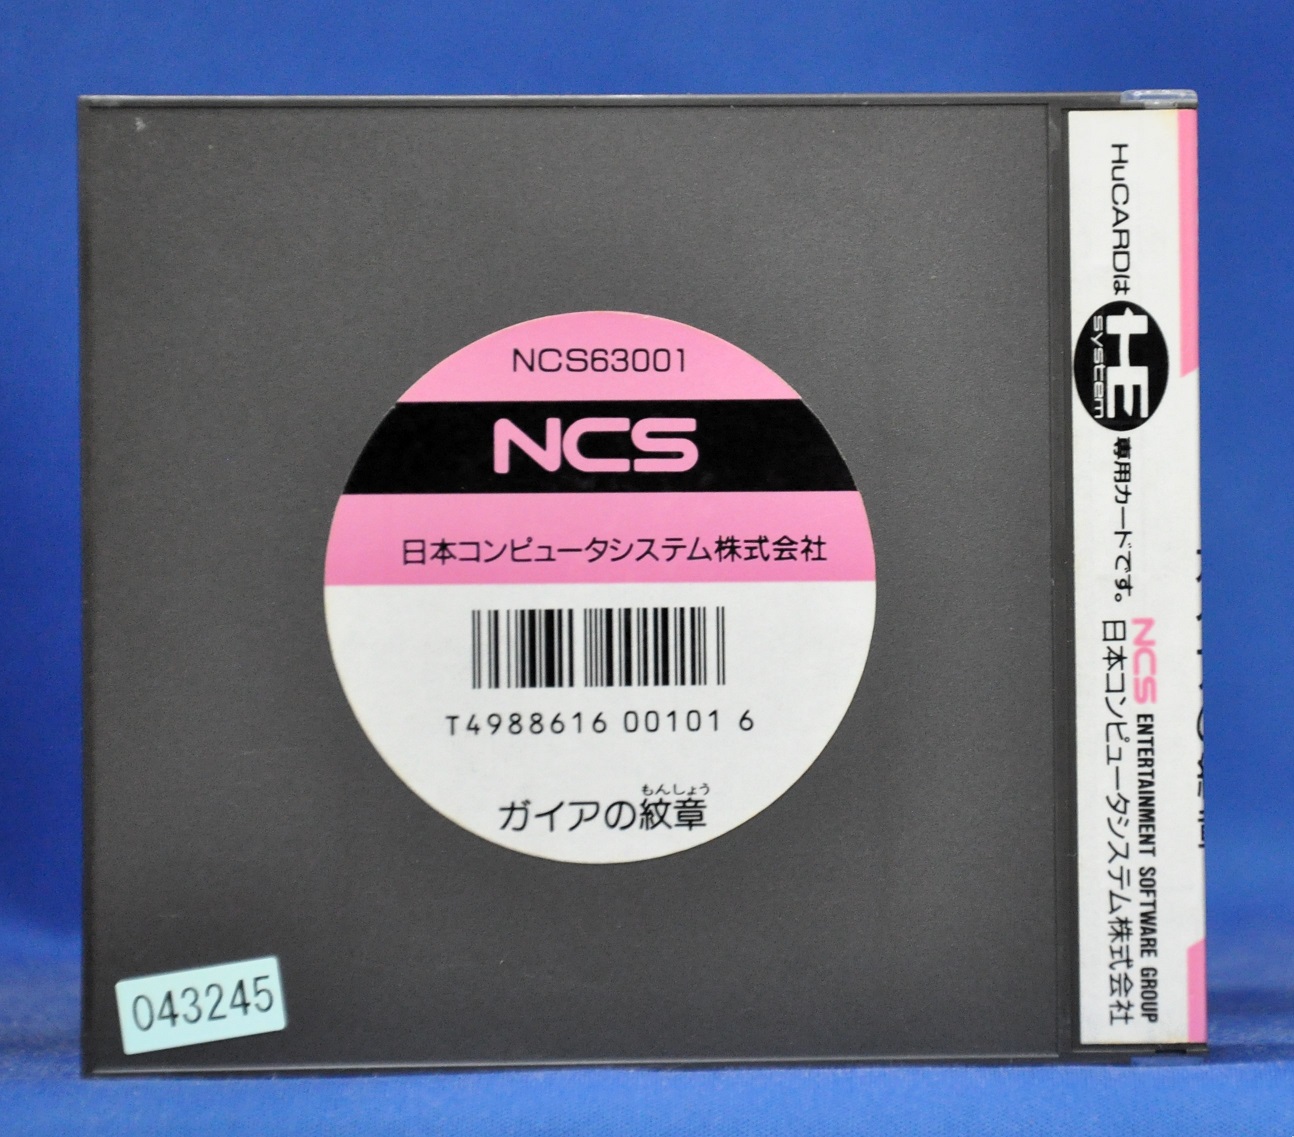 NCS63001
NCS
日本コンピュータシステム株式会社
T4988616 00101 6
もんしょう
ガイアの紋章
043245
HuCARDは
HE
system
専用カードです。
NCS ENTERTAINMENT SOFTWARE GROUP
日本コンピュータシステム株式会社